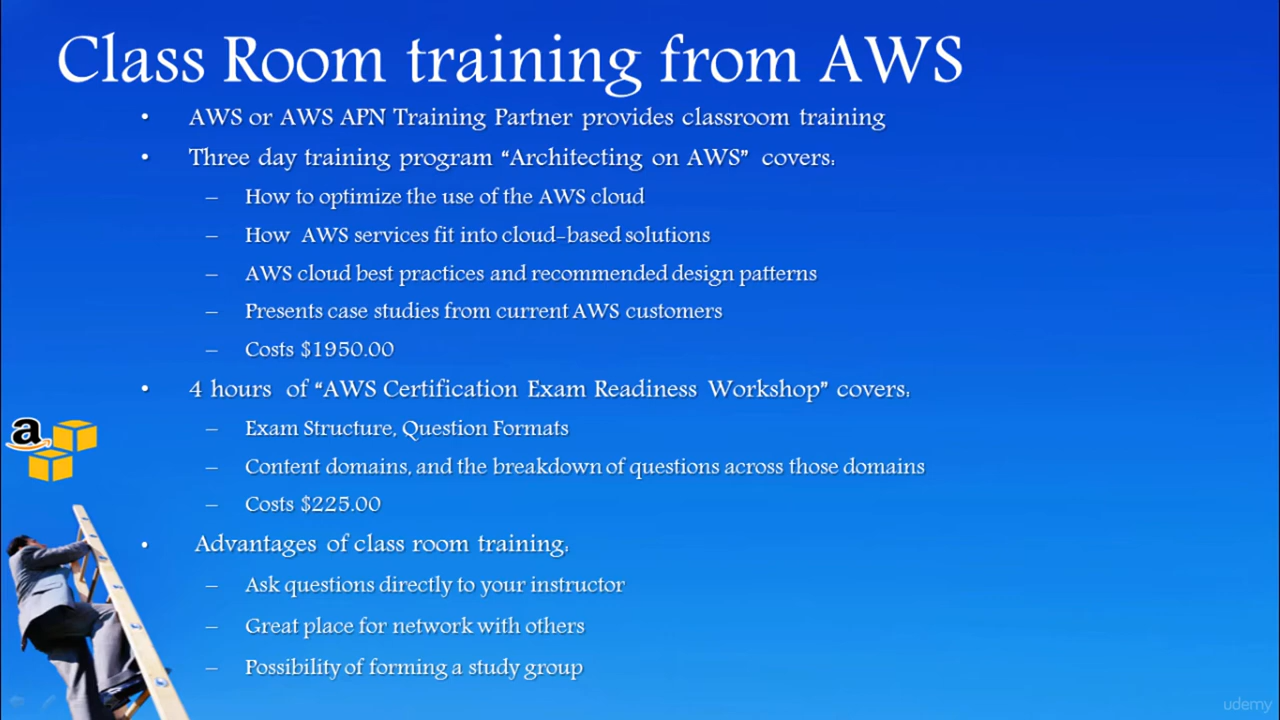 Class Room training from AWS
• AWS or AWS APN Training Partner provides classroom training
• Three day training program “Architecting on AWS” covers:
– How to optimize the use of the AWS cloud
– How AWS services fit into cloud-based solutions
– AWS cloud best practices and recommended design patterns
– Presents case studies from current AWS customers
– Costs $1950.00
• 4 hours of “AWS Certification Exam Readiness Workshop” covers:
– Exam Structure, Question Formats
– Content domains, and the breakdown of questions across those domains
– Costs $225.00
• Advantages of class room training:
– Ask questions directly to your instructor
– Great place for network with others
– Possibility of forming a study group
a
udemy